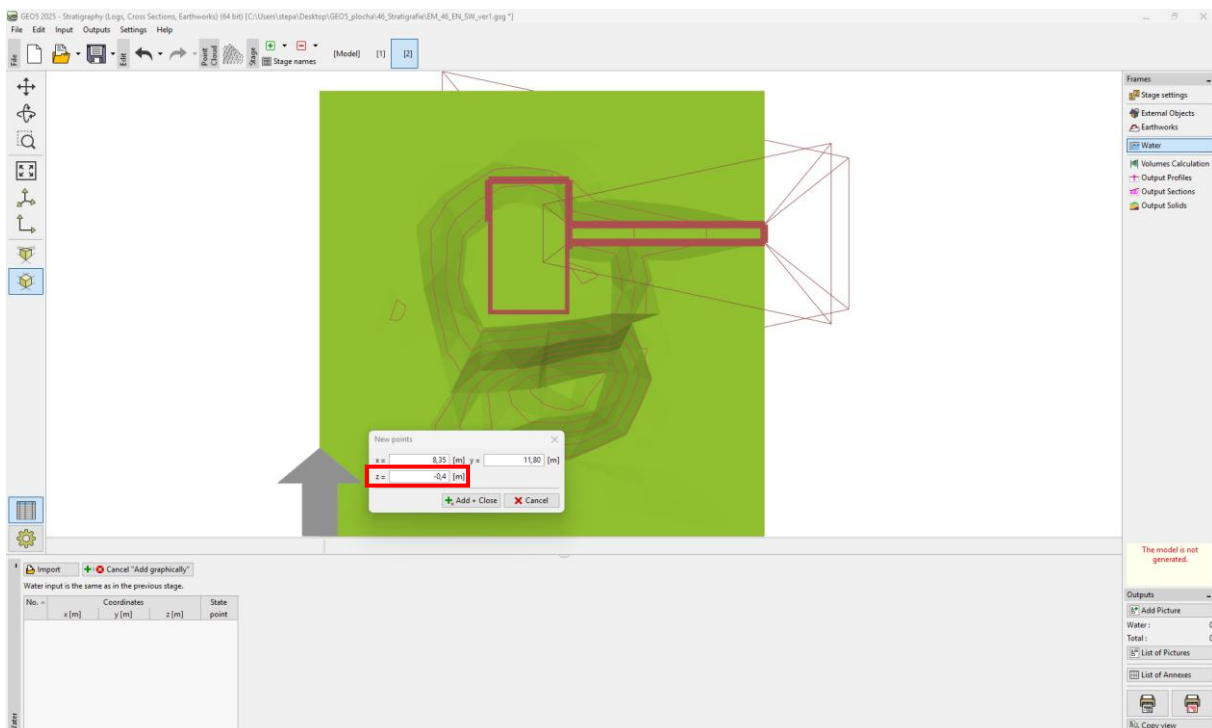 GEO5 2025 - Stratigraphy (Logs, Cross Sections, Earthworks) (64 bit) [C:\Users\stepa\Desktop\GEO5_plocha\46_Stratigrafie\EM_46_EN_SW_ver1.gsg *]
File Edit Input Outputs Settings Help
File
Edit
Point Cloud
Stage
Stage names
[Model] [1] [2]
Frames
Stage settings
External Objects
Earthworks
Water
Volumes Calculation
Output Profiles
Output Sections
Output Solids
New points
x = 8,35 [m] y = 11,80 [m]
z = -0,4 [m]
Add + Close Cancel
The model is not
generated.
Import Cancel "Add graphically"
Water input is the same as in the previous stage.
No. Coordinates State
x [m] y [m] z [m] point
Outputs
Add Picture
Water : 0
Total : 0
List of Pictures
List of Annexes
Copy view